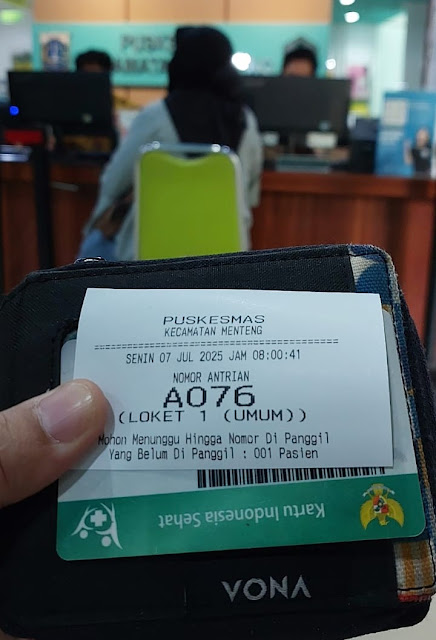 PUSKESMAS
KECAMATAN MENTENG
SENIN 07 JUL 2025 JAM 08:00:41
NOMOR ANTRIAN
A076
(LOKET 1 (UMUM))
Mohon Menunggu Hingga Nomor Di Panggil
Yang Belum Di Panggil : 001 Pasien
Kartu Indonesia Sehat
VONA